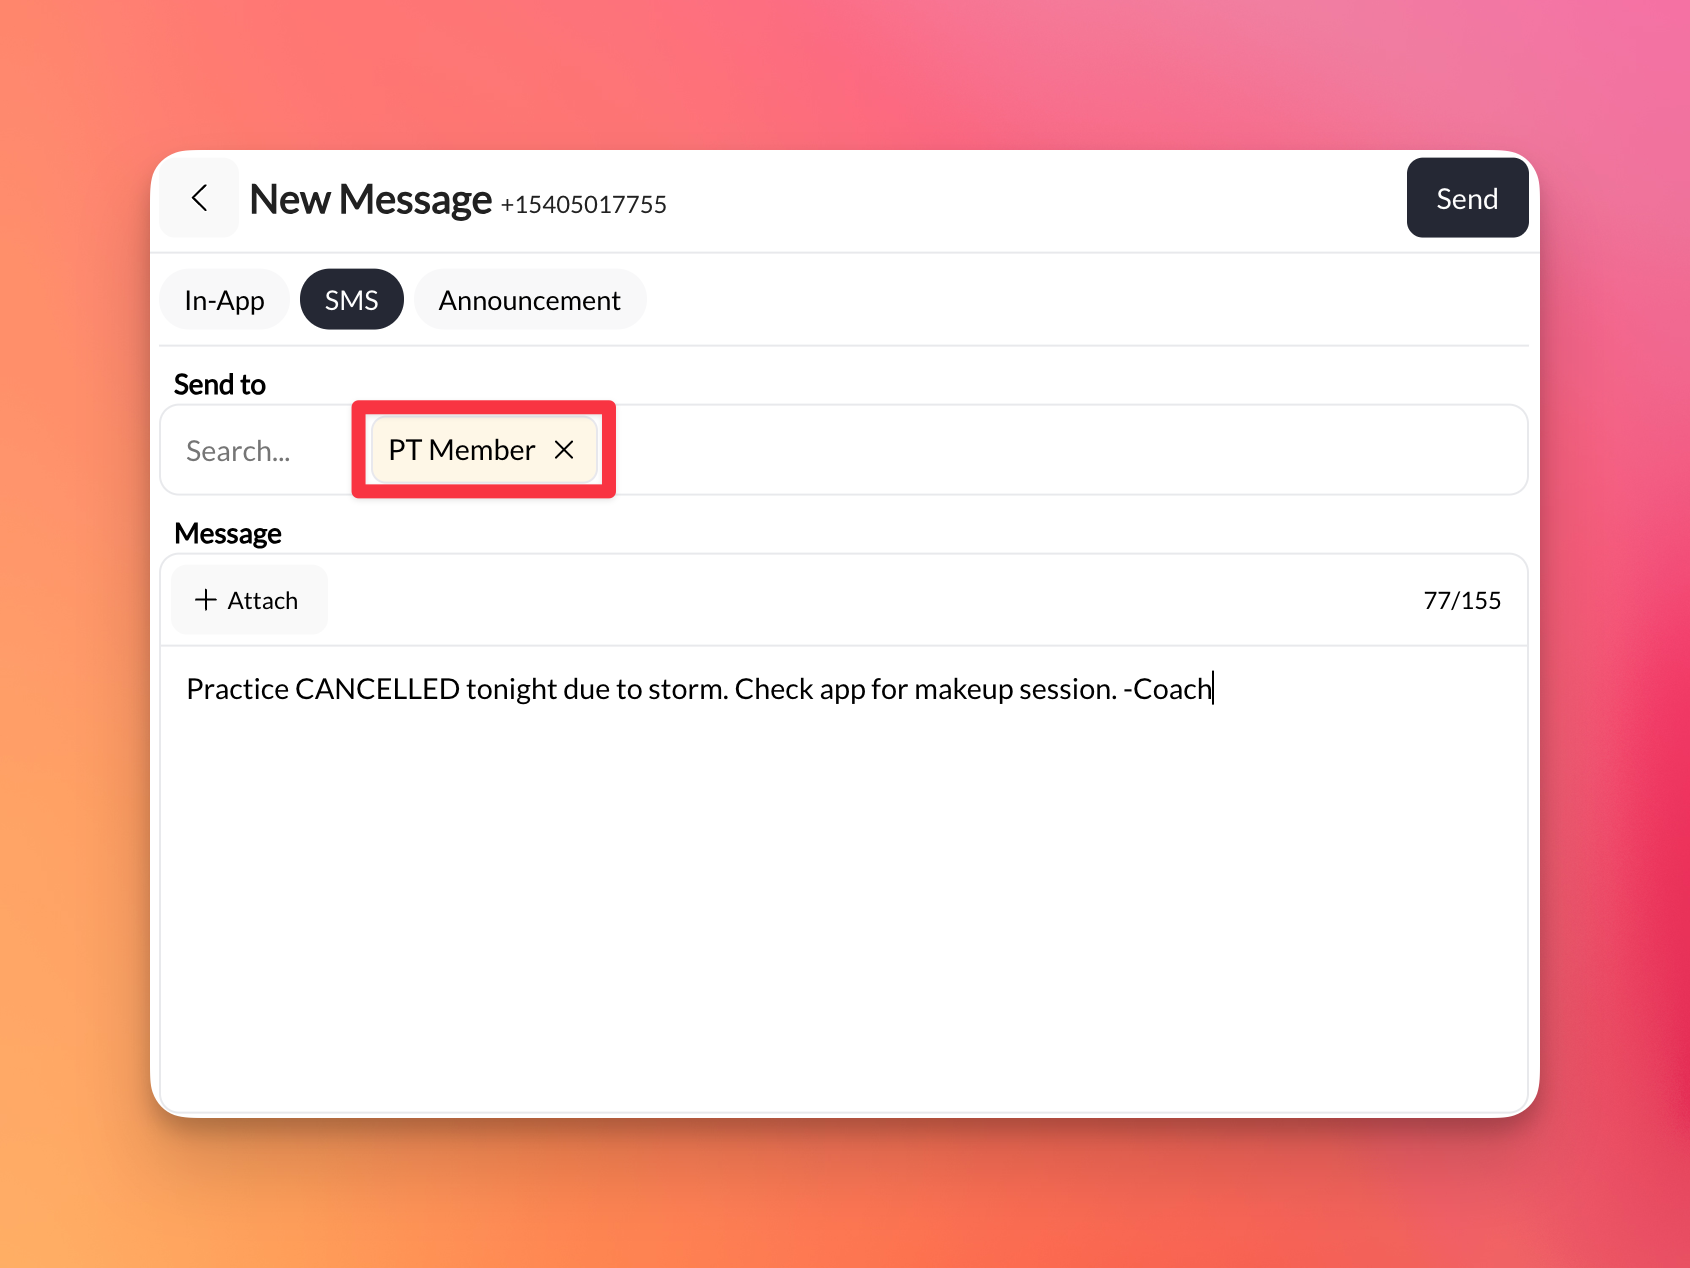 New Message +15405017755
Send
In-App SMS Announcement
Send to
Search... PT Member
Message
Attach 77/155
Practice CANCELLED tonight due to storm. Check app for makeup session. -Coach